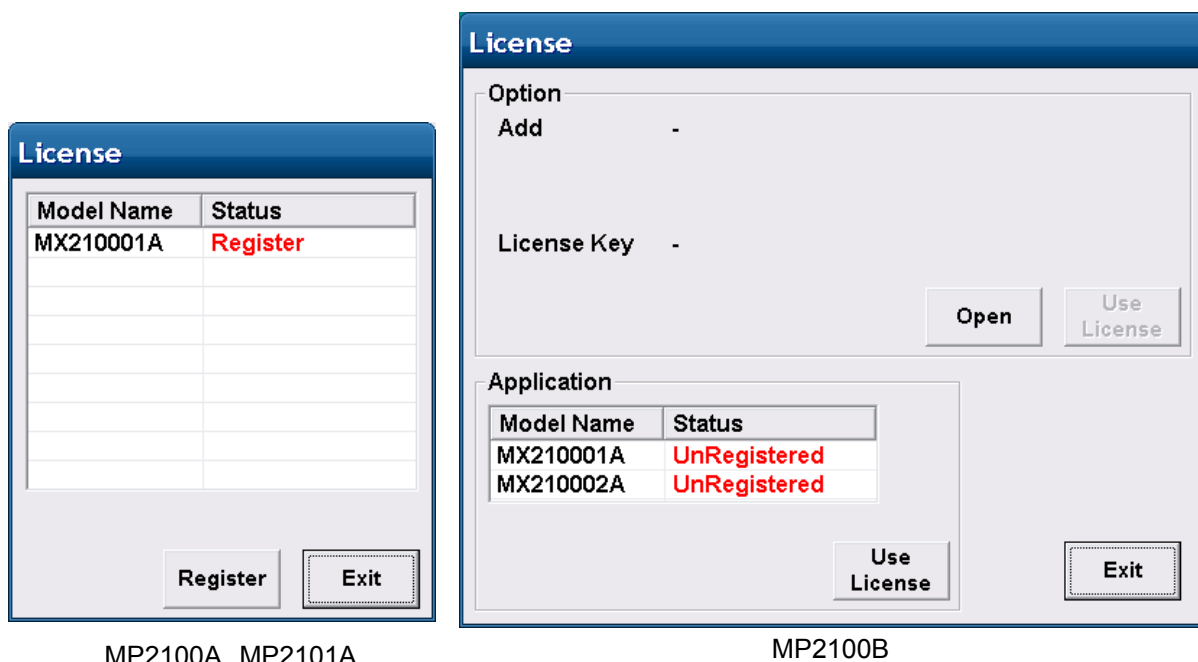 License
Model Name Status
MX210001A Register
Register Exit
MP2100A MP2101A
License
Option
Add -
License Key -
Open Use License
Application
Model Name Status
MX210001A UnRegistered
MX210002A UnRegistered
Use License
Exit
MP2100B